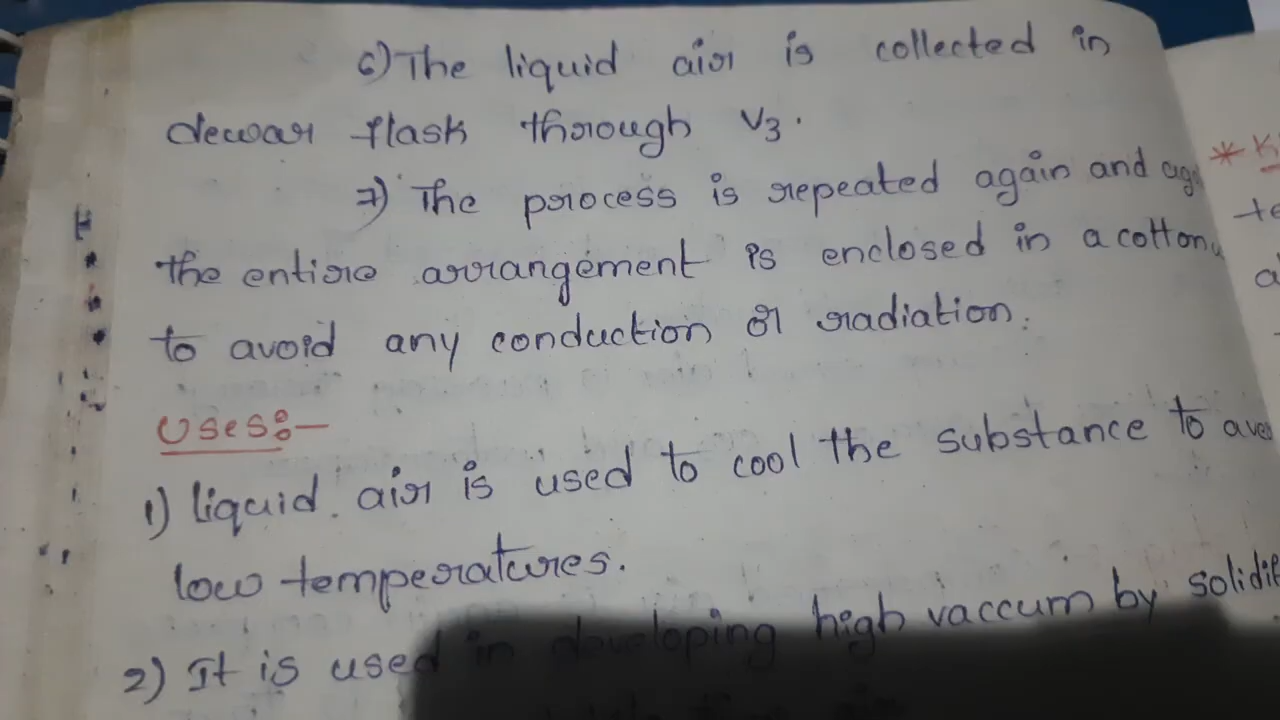 6) The liquid air is collected in
dewar flask through V3.
7) The process is repeated again and
the entire arrangement is enclosed in a cotton
to avoid any conduction or radiation.
Uses:-
1) liquid air is used to cool the substance to
low temperatures.
2) It is used in developing high vaccum by